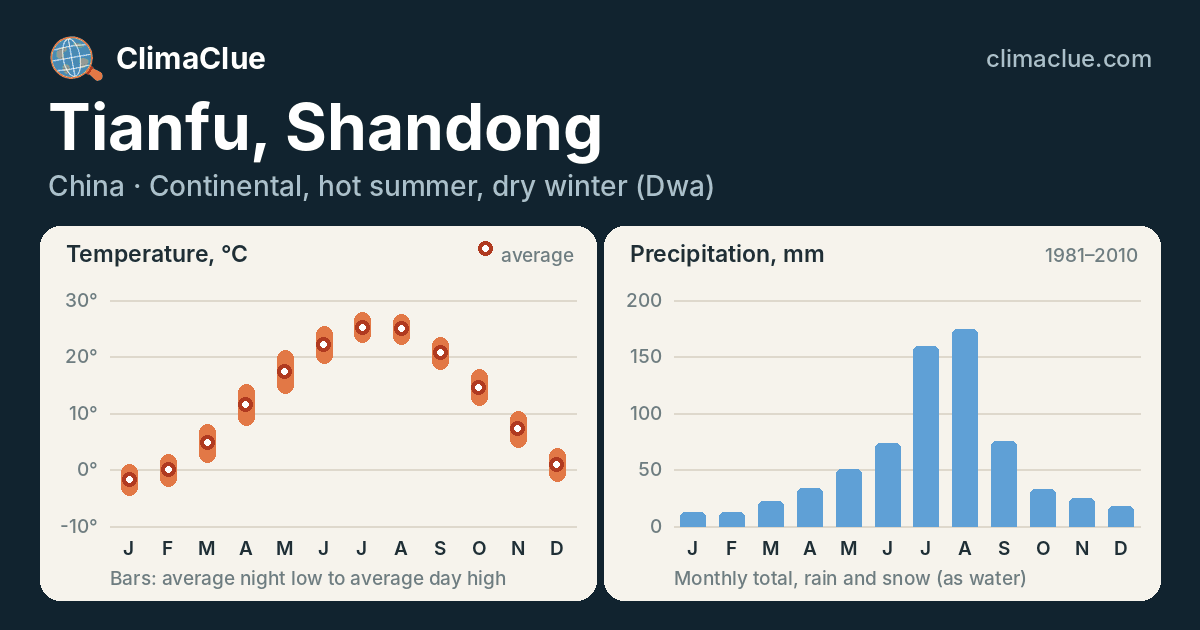 ClimaClue
climaclue.com
Tianfu, Shandong
China · Continental, hot summer, dry winter (Dwa)
Temperature, °C
average
30°
20°
10°
0°
-10°
J F M A M J J A S O N D
Bars: average night low to average day high
Precipitation, mm
1981–2010
200
150
100
50
0
J F M A M J J A S O N D
Monthly total, rain and snow (as water)